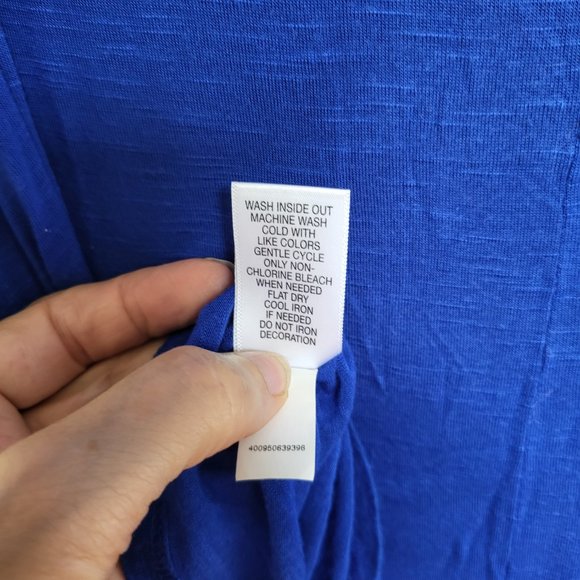 WASH INSIDE OUT
MACHINE WASH
COLD WITH
LIKE COLORS
GENTLE CYCLE
ONLY NON-
CHLORINE BLEACH
WHEN NEEDED
FLAT DRY
COOL IRON
IF NEEDED
DO NOT IRON
DECORATION
400950639396